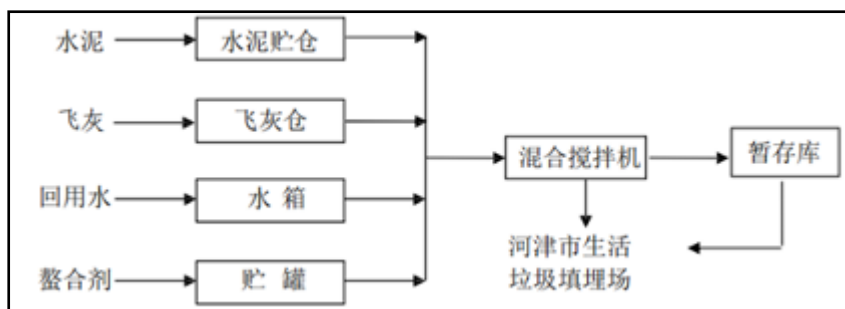 水泥
水泥贮仓
飞灰
飞灰仓
回用水
水 箱
螯合剂
贮 罐
混合搅拌机
暂存库
河津市生活
垃圾填埋场